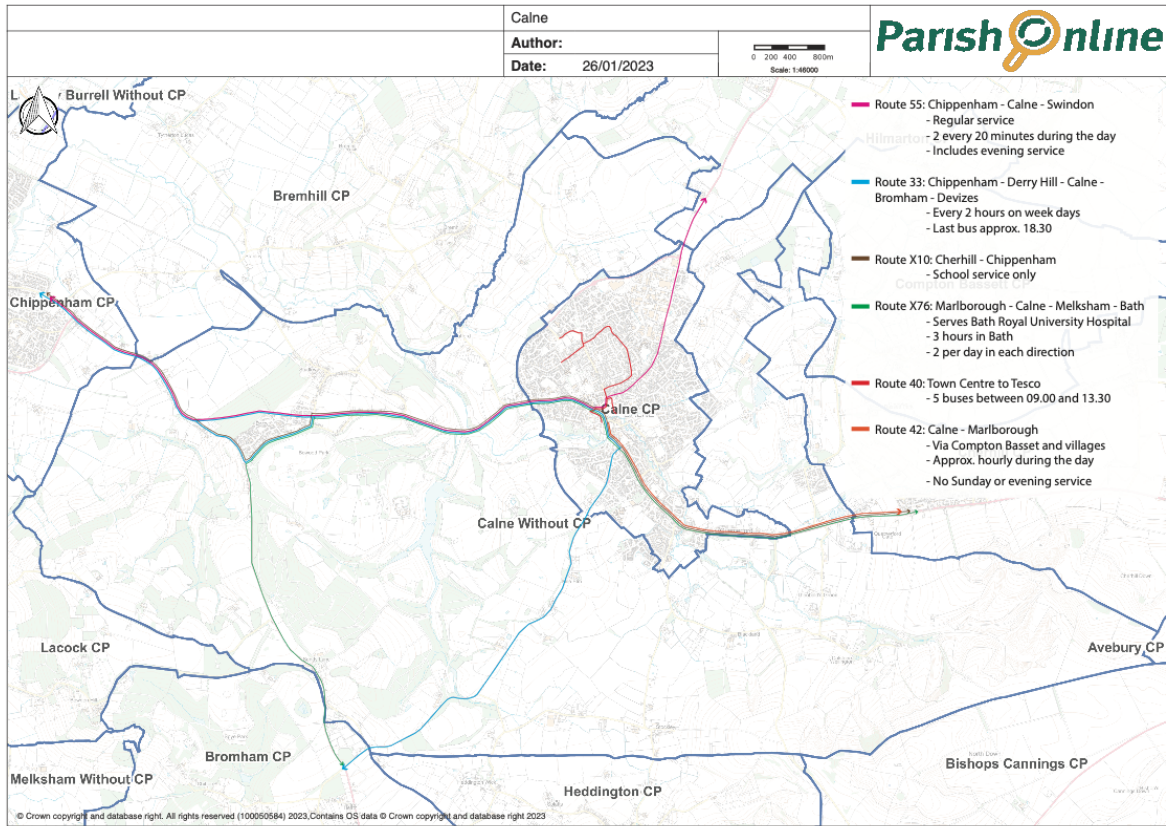 Calne
Author:
Date: 26/01/2023
0 200 400 800m
Scale: 1:46000
Parish Online
Burrell Without CP
Bremhill CP
Chippenham CP
Calne CP
Calne Without CP
Lacock CP
Avebury CP
Bromham CP
Melksham Without CP
Heddington CP
Bishops Cannings CP
Hilmarton
Compton Bassett CP
Route 55: Chippenham - Calne - Swindon
- Regular service
- 2 every 20 minutes during the day
- Includes evening service
Route 33: Chippenham - Derry Hill - Calne -
Bromham - Devizes
- Every 2 hours on week days
- Last bus approx. 18.30
Route X10: Cherhill - Chippenham
- School service only
Route X76: Marlborough - Calne - Melksham - Bath
- Serves Bath Royal University Hospital
- 3 hours in Bath
- 2 per day in each direction
Route 40: Town Centre to Tesco
- 5 buses between 09.00 and 13.30
Route 42: Calne - Marlborough
- Via Compton Basset and villages
- Approx. hourly during the day
- No Sunday or evening service
© Crown copyright and database right. All rights reserved (100050584) 2023,Contains OS data © Crown copyright and database right 2023